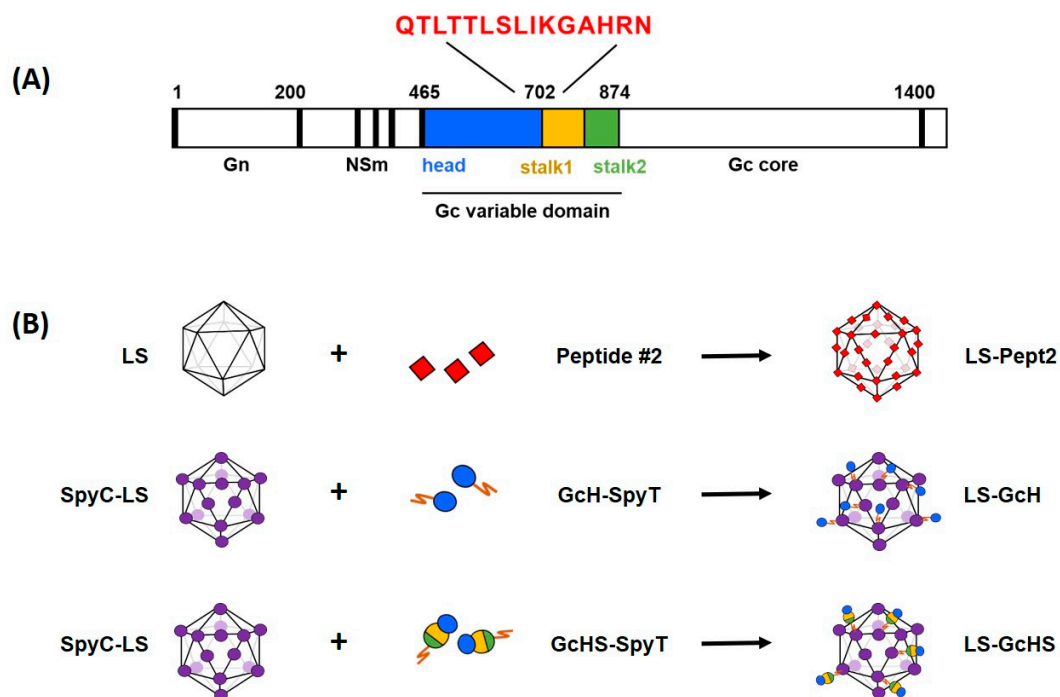 QTLTTLSLIKGAHRN
(A)
1 200 465 702 874 1400
Gn NSm head stalk1 stalk2 Gc core
Gc variable domain
(B)
LS + Peptide #2 LS-Pept2
SpyC-LS + GcH-SpyT LS-GcH
SpyC-LS + GcHS-SpyT LS-GcHS